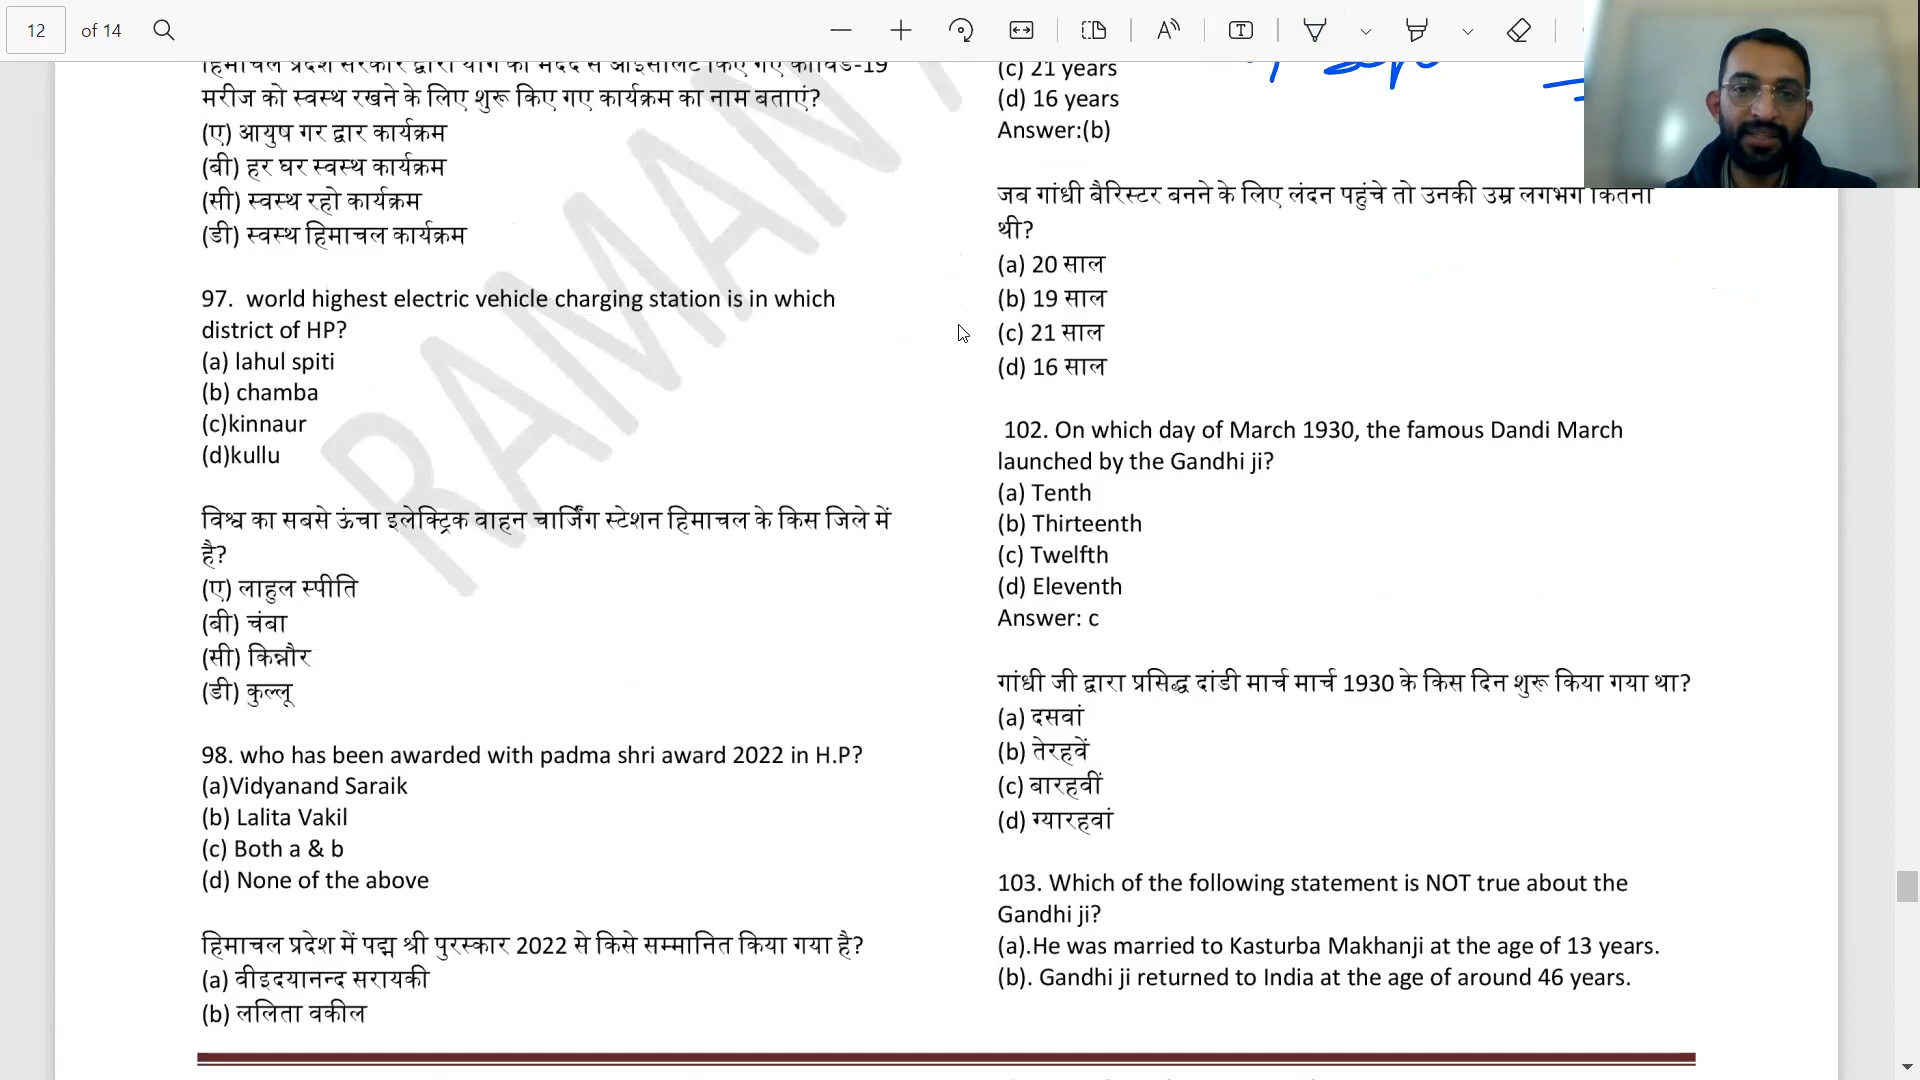 12
of 14
हिमाचल प्रदेश सरकार द्वारा योग की मदद से आइसोलेट किए गए कोविड-19
मरीज को स्वस्थ रखने के लिए शुरू किए गए कार्यक्रम का नाम बताएं?
(ए) आयुष गर द्वार कार्यक्रम
(बी) हर घर स्वस्थ कार्यक्रम
(सी) स्वस्थ रहो कार्यक्रम
(डी) स्वस्थ हिमाचल कार्यक्रम
97. world highest electric vehicle charging station is in which
district of HP?
(a) lahul spiti
(b) chamba
(c)kinnaur
(d)kullu
विश्व का सबसे ऊंचा इलेक्ट्रिक वाहन चार्जिंग स्टेशन हिमाचल के किस जिले में
है?
(ए) लाहुल स्पीति
(बी) चंबा
(सी) किन्नौर
(डी) कुल्लू
98. who has been awarded with padma shri award 2022 in H.P?
(a)Vidyanand Saraik
(b) Lalita Vakil
(c) Both a & b
(d) None of the above
हिमाचल प्रदेश में पद्म श्री पुरस्कार 2022 से किसे सम्मानित किया गया है?
(a) वीइदयानन्द सरायकी
(b) ललिता वकील
(c) 21 years
(d) 16 years
Answer:(b)
जब गांधी बैरिस्टर बनने के लिए लंदन पहुंचे तो उनकी उम्र लगभग कितनी
थी?
(a) 20 साल
(b) 19 साल
(c) 21 साल
(d) 16 साल
102. On which day of March 1930, the famous Dandi March
launched by the Gandhi ji?
(a) Tenth
(b) Thirteenth
(c) Twelfth
(d) Eleventh
Answer: c
गांधी जी द्वारा प्रसिद्ध दांडी मार्च मार्च 1930 के किस दिन शुरू किया गया था?
(a) दसवां
(b) तेरहवें
(c) बारहवीं
(d) ग्यारहवां
103. Which of the following statement is NOT true about the
Gandhi ji?
(a).He was married to Kasturba Makhanji at the age of 13 years.
(b). Gandhi ji returned to India at the age of around 46 years.